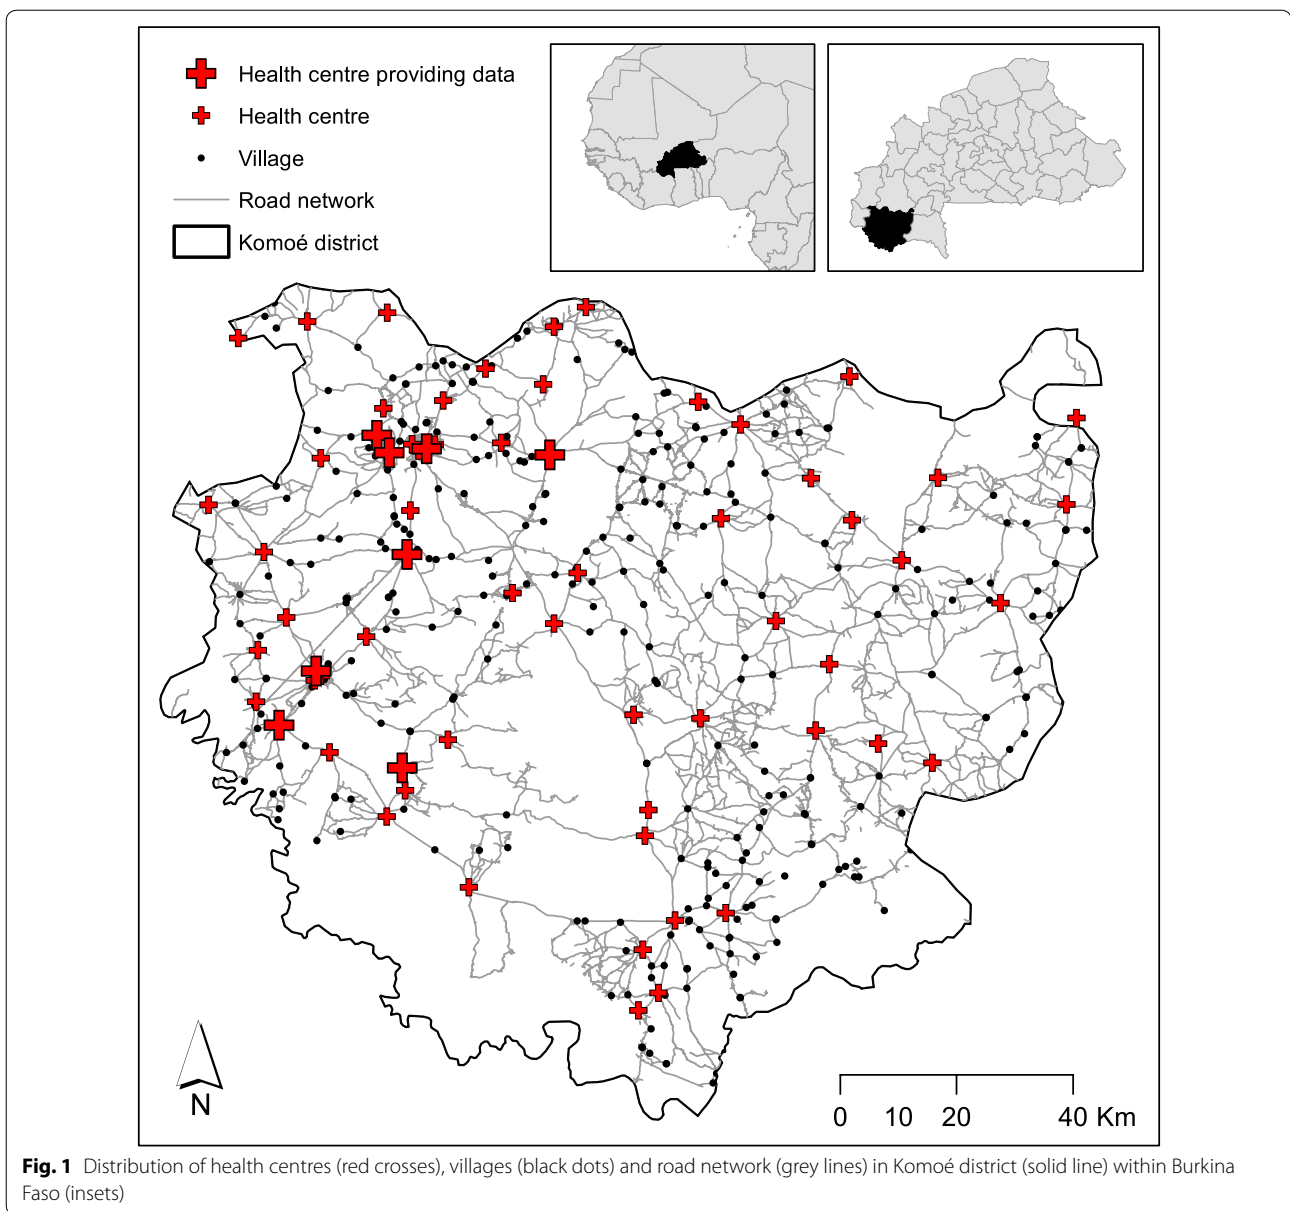 Health centre providing data
Health centre
Village
Road network
Komoé district
N
0 10 20 40 Km
Fig. 1 Distribution of health centres (red crosses), villages (black dots) and road network (grey lines) in Komoé district (solid line) within Burkina
Faso (insets)